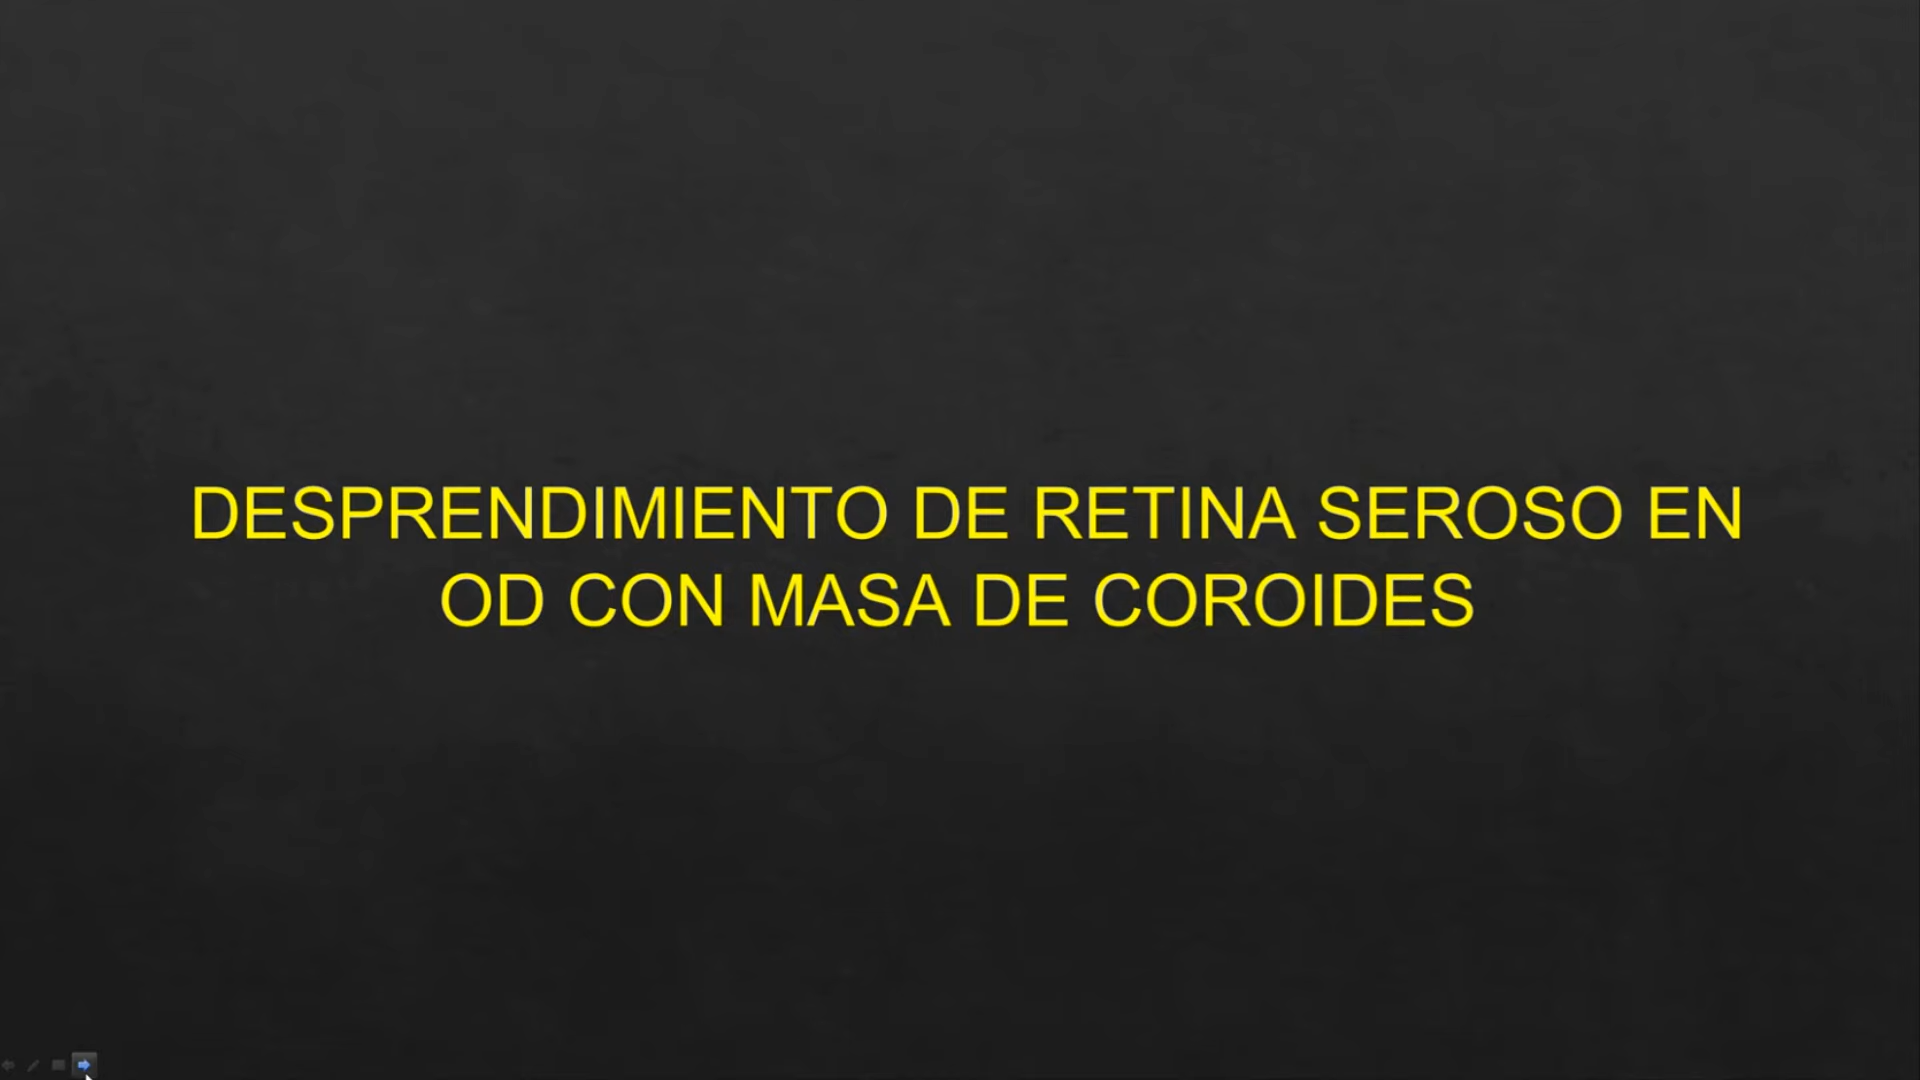 DESPRENDIMIENTO DE RETINA SEROSO EN
OD CON MASA DE COROIDES